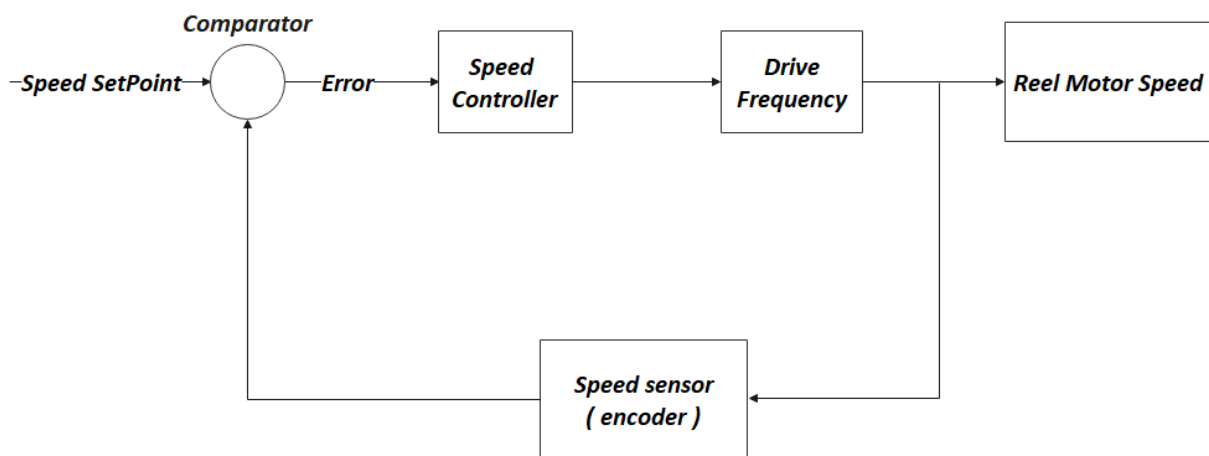 Comparator
Speed SetPoint
Error
Speed
Controller
Drive
Frequency
Reel Motor Speed
Speed sensor
( encoder )